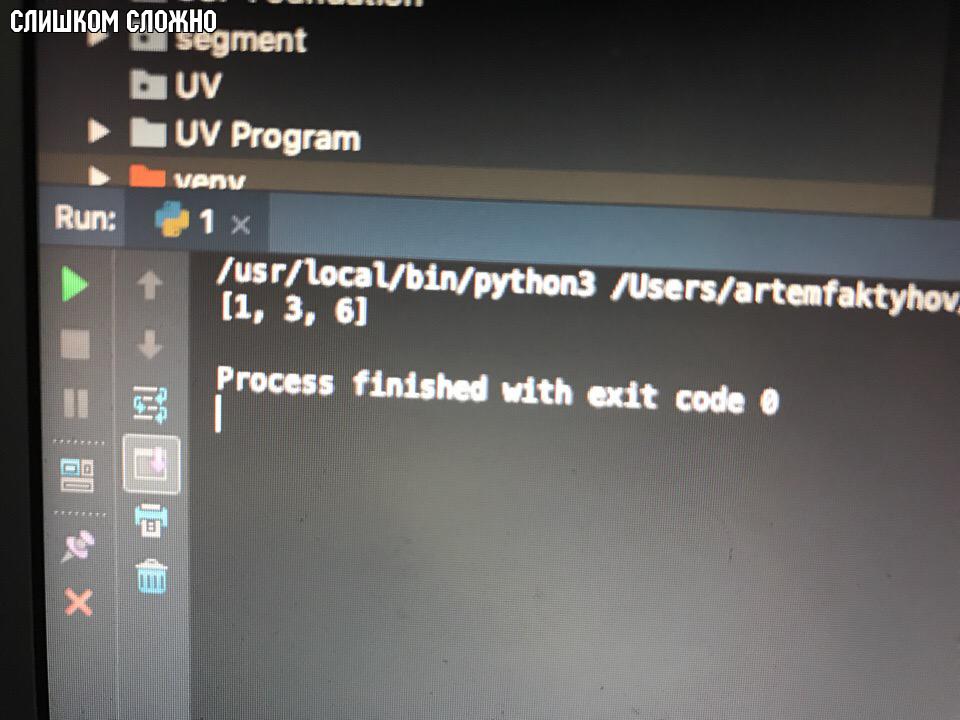 СЛИШКОМ СЛОЖНО
segment
UV
UV Program
venv
Run: 1
/usr/local/bin/python3 /Users/artemfaktyhov/
[1, 3, 6]
Process finished with exit code 0